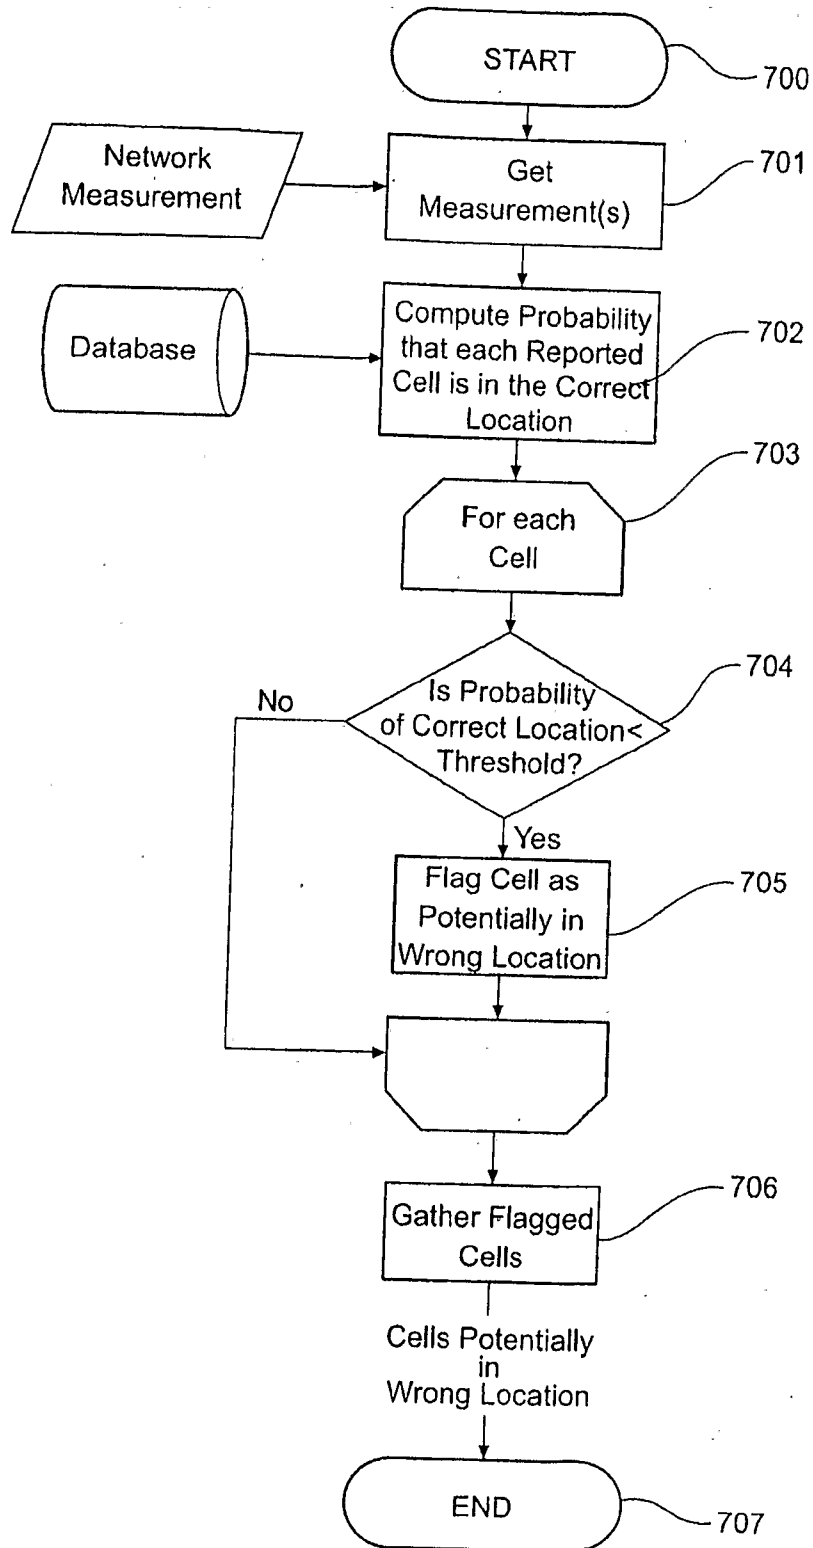 START
700
Network
Measurement
Get
Measurement(s)
701
Database
Compute Probability
that each Reported
Cell is in the Correct
Location
702
For each
Cell
703
Is Probability
of Correct Location<
Threshold?
704
No
Yes
Flag Cell as
Potentially in
Wrong Location
705
Gather Flagged
Cells
706
Cells Potentially
in
Wrong Location
END
707